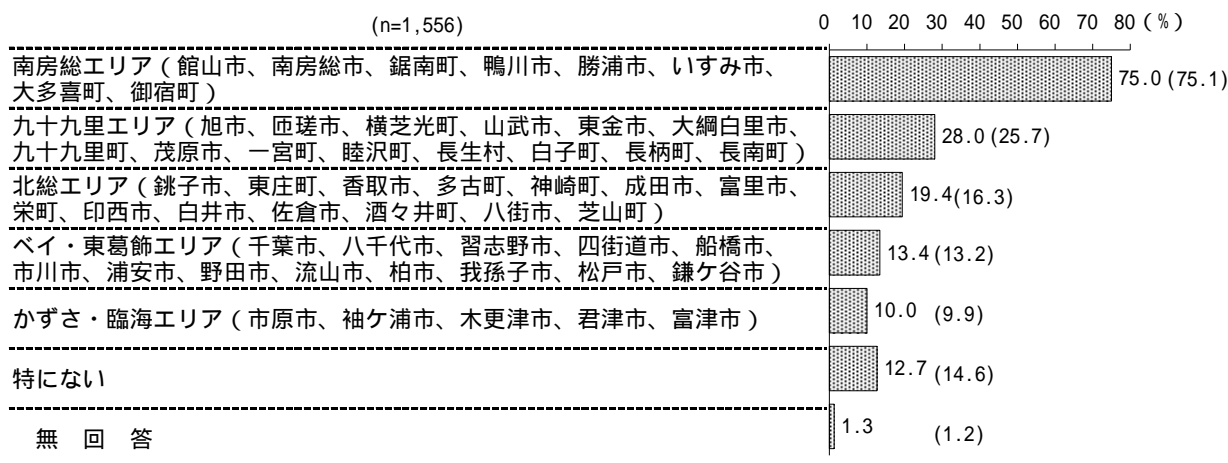 (n=1,556)
0 10 20 30 40 50 60 70 80 (%)
南房総エリア(館山市、南房総市、鋸南町、鴨川市、勝浦市、いすみ市、
大多喜町、御宿町)
75.0 (75.1)
九十九里エリア(旭市、匝瑳市、横芝光町、山武市、東金市、大綱白里市、
九十九里町、茂原市、一宮町、睦沢町、長生村、白子町、長柄町、長南町)
28.0 (25.7)
北総エリア(銚子市、東庄町、香取市、多古町、神崎町、成田市、富里市、
栄町、印西市、白井市、佐倉市、酒々井町、八街市、芝山町)
19.4 (16.3)
ベイ・東葛飾エリア(千葉市、八千代市、習志野市、四街道市、船橋市、
市川市、浦安市、野田市、流山市、柏市、我孫子市、松戸市、鎌ケ谷市)
13.4 (13.2)
かずさ・臨海エリア(市原市、袖ケ浦市、木更津市、君津市、富津市)
10.0 (9.9)
特にない
12.7 (14.6)
無 回 答
1.3 (1.2)